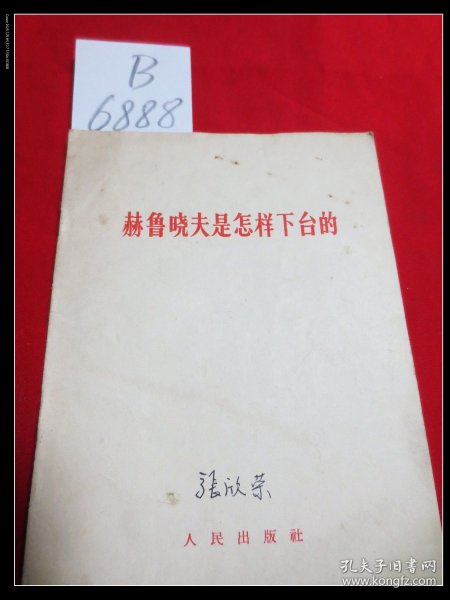 B
6888
赫鲁晓夫是怎样下台的
張欣荣
人民出版社
孔夫子旧书网
www.kongfz.com